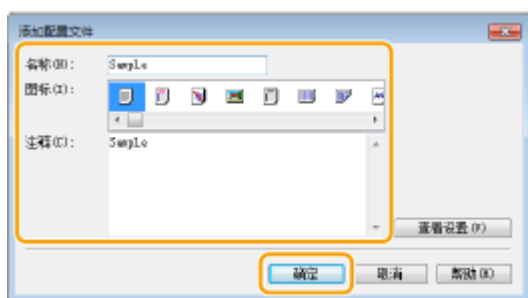 添加配置文件
名称(N): Sample
图标(I):
注释(C): Sample
查看设置(V)
确定 取消 帮助(H)